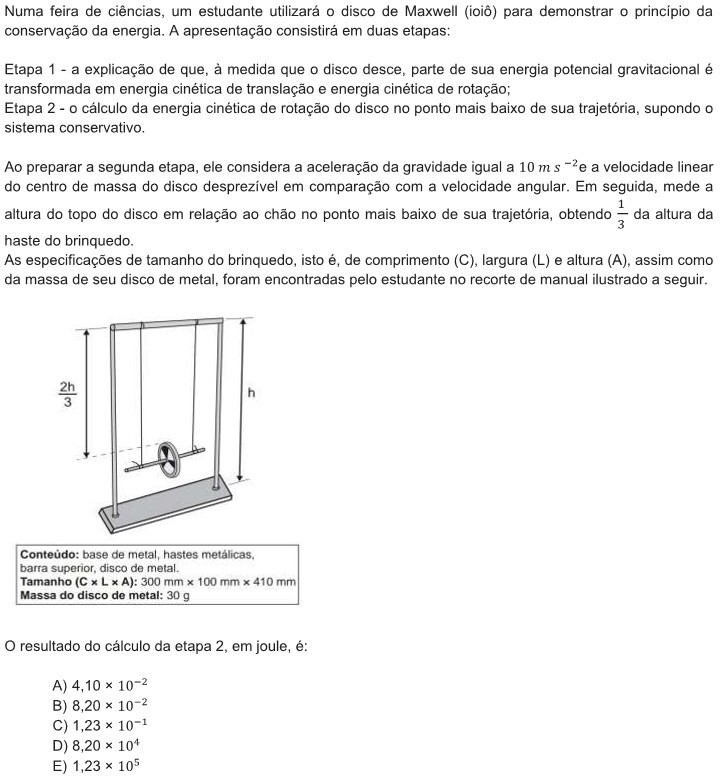 Numa feira de ciências, um estudante utilizará o disco de Maxwell (ioiô) para demonstrar o princípio da
conservação da energia. A apresentação consistirá em duas etapas:
Etapa 1 - a explicação de que, à medida que o disco desce, parte de sua energia potencial gravitacional é
transformada em energia cinética de translação e energia cinética de rotação;
Etapa 2 - o cálculo da energia cinética de rotação do disco no ponto mais baixo de sua trajetória, supondo o
sistema conservativo.
Ao preparar a segunda etapa, ele considera a aceleração da gravidade igual a 10 m s⁻² e a velocidade linear
do centro de massa do disco desprezível em comparação com a velocidade angular. Em seguida, mede a
altura do topo do disco em relação ao chão no ponto mais baixo de sua trajetória, obtendo 1/3 da altura da
haste do brinquedo.
As especificações de tamanho do brinquedo, isto é, de comprimento (C), largura (L) e altura (A), assim como
da massa de seu disco de metal, foram encontradas pelo estudante no recorte de manual ilustrado a seguir.
2h/3
h
Conteúdo: base de metal, hastes metálicas,
barra superior, disco de metal.
Tamanho (C × L × A): 300 mm × 100 mm × 410 mm
Massa do disco de metal: 30 g
O resultado do cálculo da etapa 2, em joule, é:
A) 4,10 × 10⁻²
B) 8,20 × 10⁻²
C) 1,23 × 10⁻¹
D) 8,20 × 10⁴
E) 1,23 × 10⁵